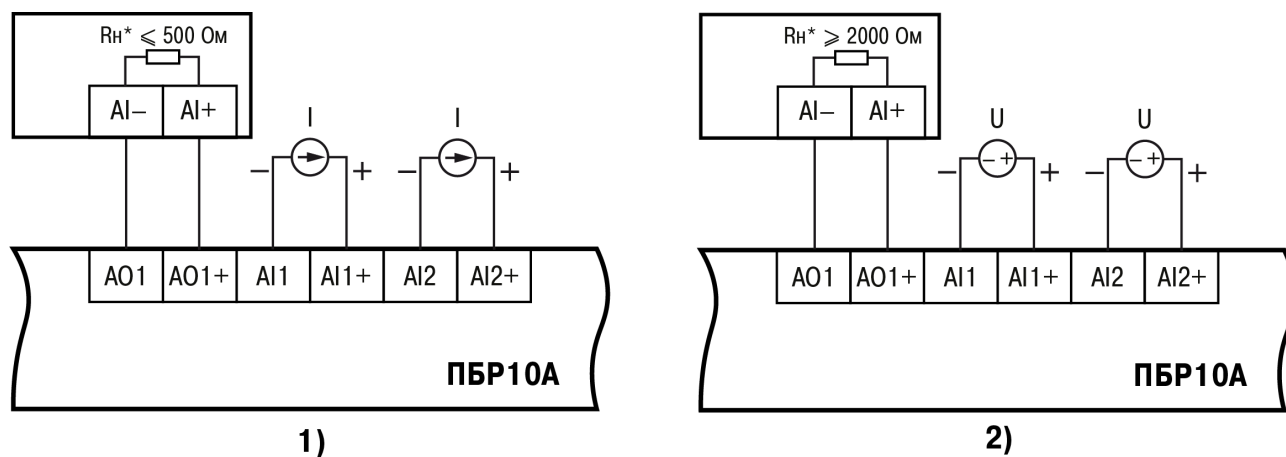 Rн* ⩽ 500 Ом
AI− AI+
I I
− + − +
AO1 AO1+ AI1 AI1+ AI2 AI2+
ПБР10А
1)
Rн* ⩾ 2000 Ом
AI− AI+
U U
− − + + − − + +
AO1 AO1+ AI1 AI1+ AI2 AI2+
ПБР10А
2)